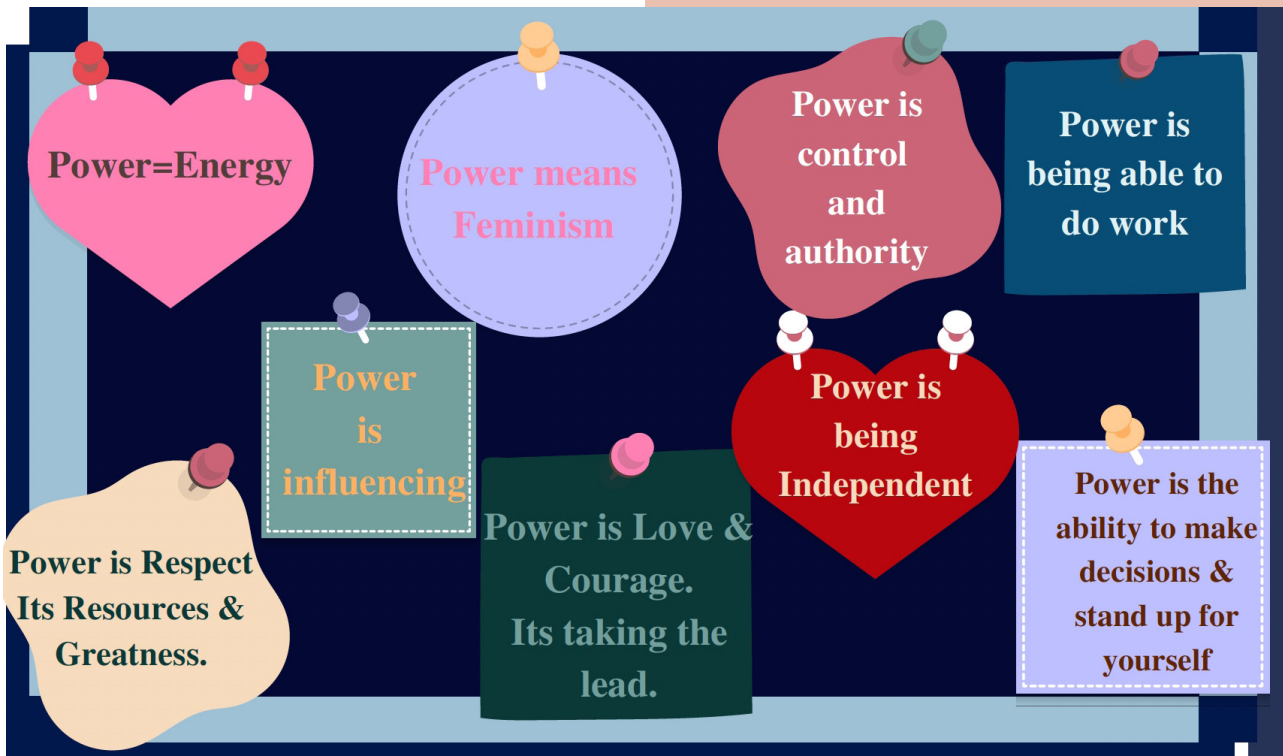 Power=Energy
Power means
Feminism
Power is
control
and
authority
Power is
being able to
do work
Power
is
influencing
Power is
being
Independent
Power is Respect
Its Resources &
Greatness.
Power is Love &
Courage.
Its taking the
lead.
Power is the
ability to make
decisions &
stand up for
yourself